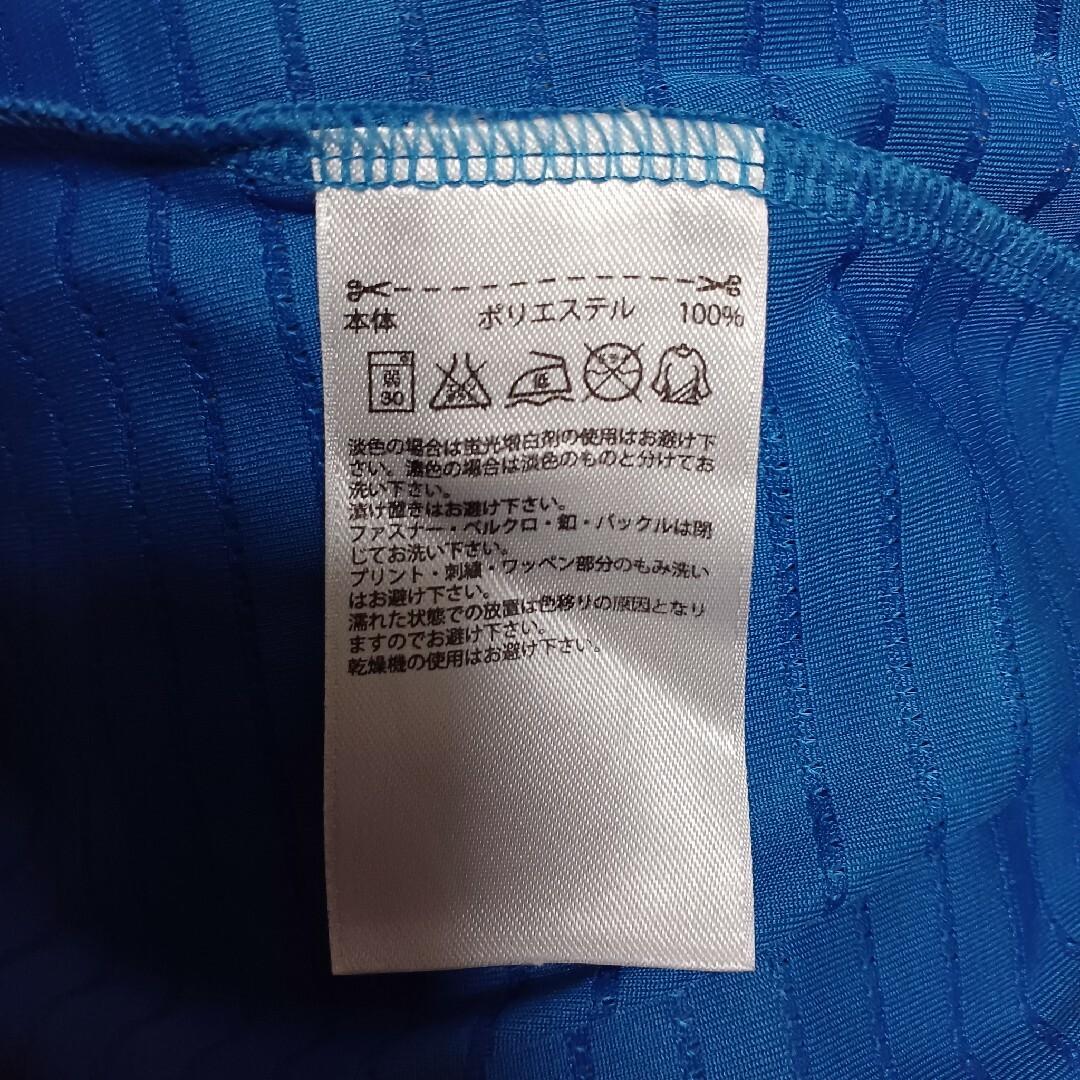 本体 ポリエステル 100%
弱 30 低
淡色の場合は蛍光増白剤の使用はお避け下
さい。濃色の場合は淡色のものと分けてお
洗い下さい。
漬け置きはお避け下さい。
ファスナー・ベルクロ・釦・バックルは閉
じてお洗い下さい。
プリント・刺繍・ワッペン部分のもみ洗い
はお避け下さい。
濡れた状態での放置は色移りの原因となり
ますのでお避け下さい。
乾燥機の使用はお避け下さい。